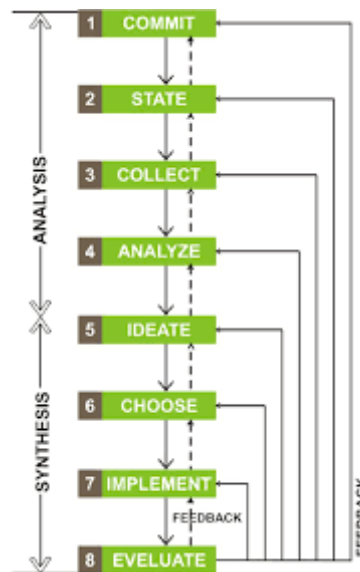 1 COMMIT
2 STATE
3 COLLECT
ANALYSIS
4 ANALYZE
5 IDEATE
SYNTHESIS
6 CHOOSE
7 IMPLEMENT
FEEDBACK
8 EVELUATE
FEEDBACK